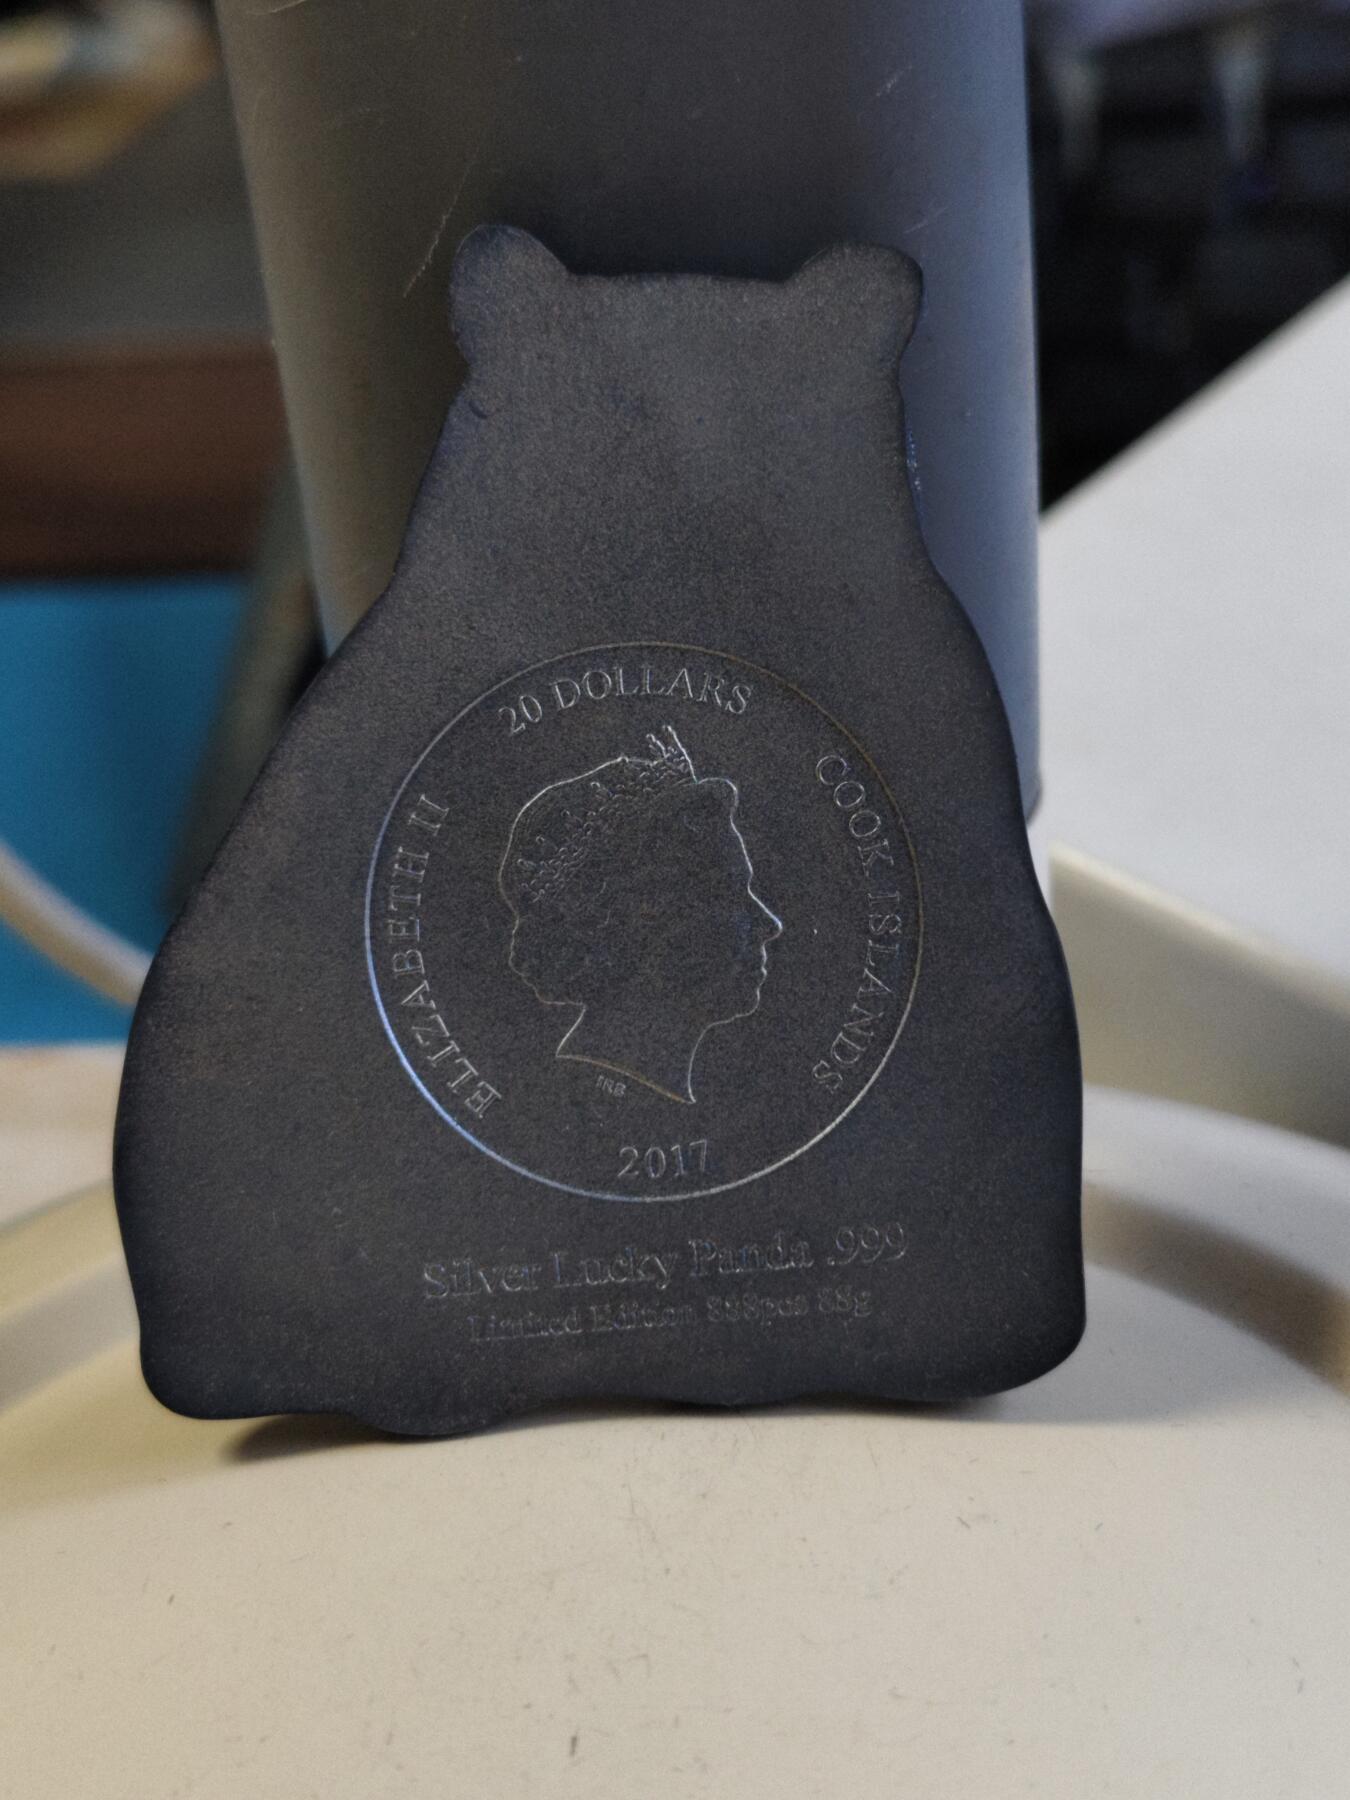 20 DOLLARS
ELIZABETH II
COOK ISLANDS
IRB
2017
Silver Lucky Panda .999
Limited Edition 888pcs 88g